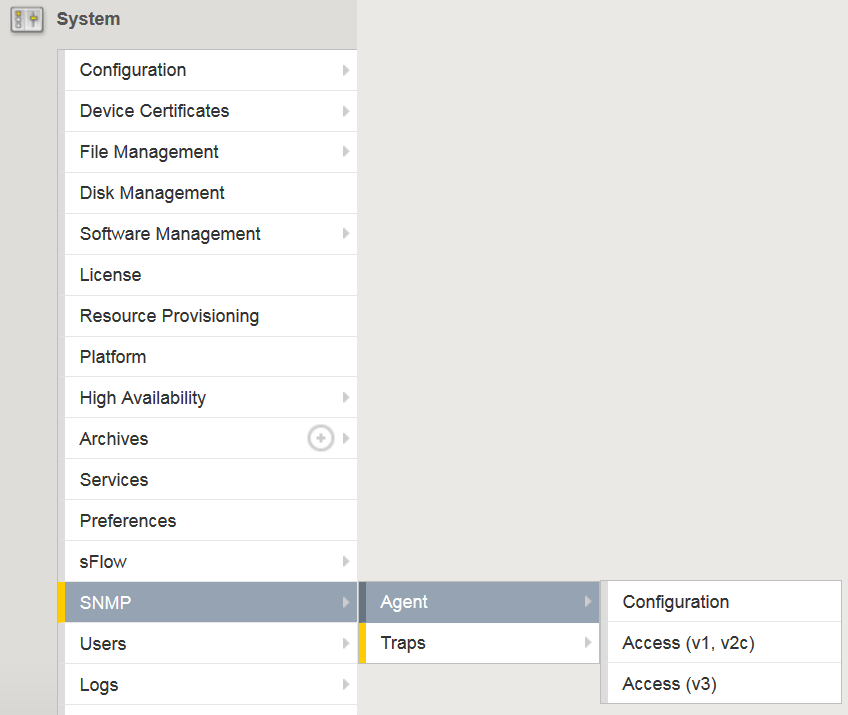 System
Configuration
Device Certificates
File Management
Disk Management
Software Management
License
Resource Provisioning
Platform
High Availability
Archives
Services
Preferences
sFlow
SNMP
Agent
Configuration
Users
Traps
Access (v1, v2c)
Logs
Access (v3)